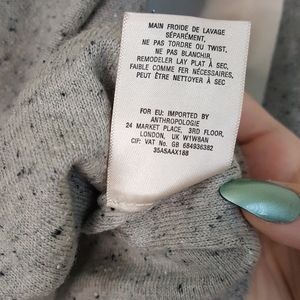 MAIN FROIDE DE LAVAGE
SÉPARÉMENT,
NE PAS TORDRE OU TWIST,
NE PAS BLANCHIR,
REMODELER LAY PLAT À SEC,
FAIBLE COMME FER NÉCESSAIRES,
PEUT NETTOYER À SEC
FOR EU: IMPORTED BY
ANTHROPOLOGIE
24 MARKET PLACE, 3RD FLOOR,
LONDON, UK W1W8AN
CIF: VAT No. GB 684936382
35A5AAX188